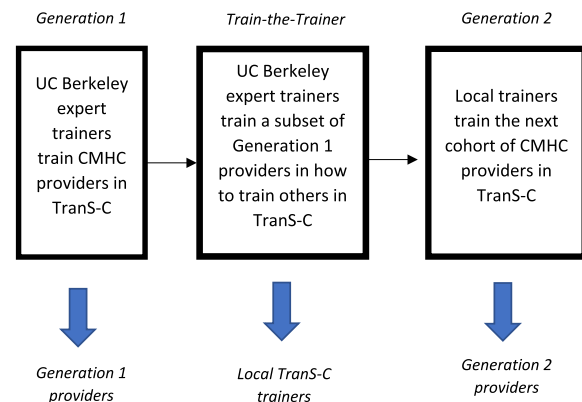 Generation 1
Train-the-Trainer
Generation 2
UC Berkeley
expert
trainers
train CMHC
providers in
TranS-C
UC Berkeley
expert trainers
train a subset of
Generation 1
providers in how
to train others in
TranS-C
Local trainers
train the next
cohort of CMHC
providers in
TranS-C
Generation 1
providers
Local TranS-C
trainers
Generation 2
providers